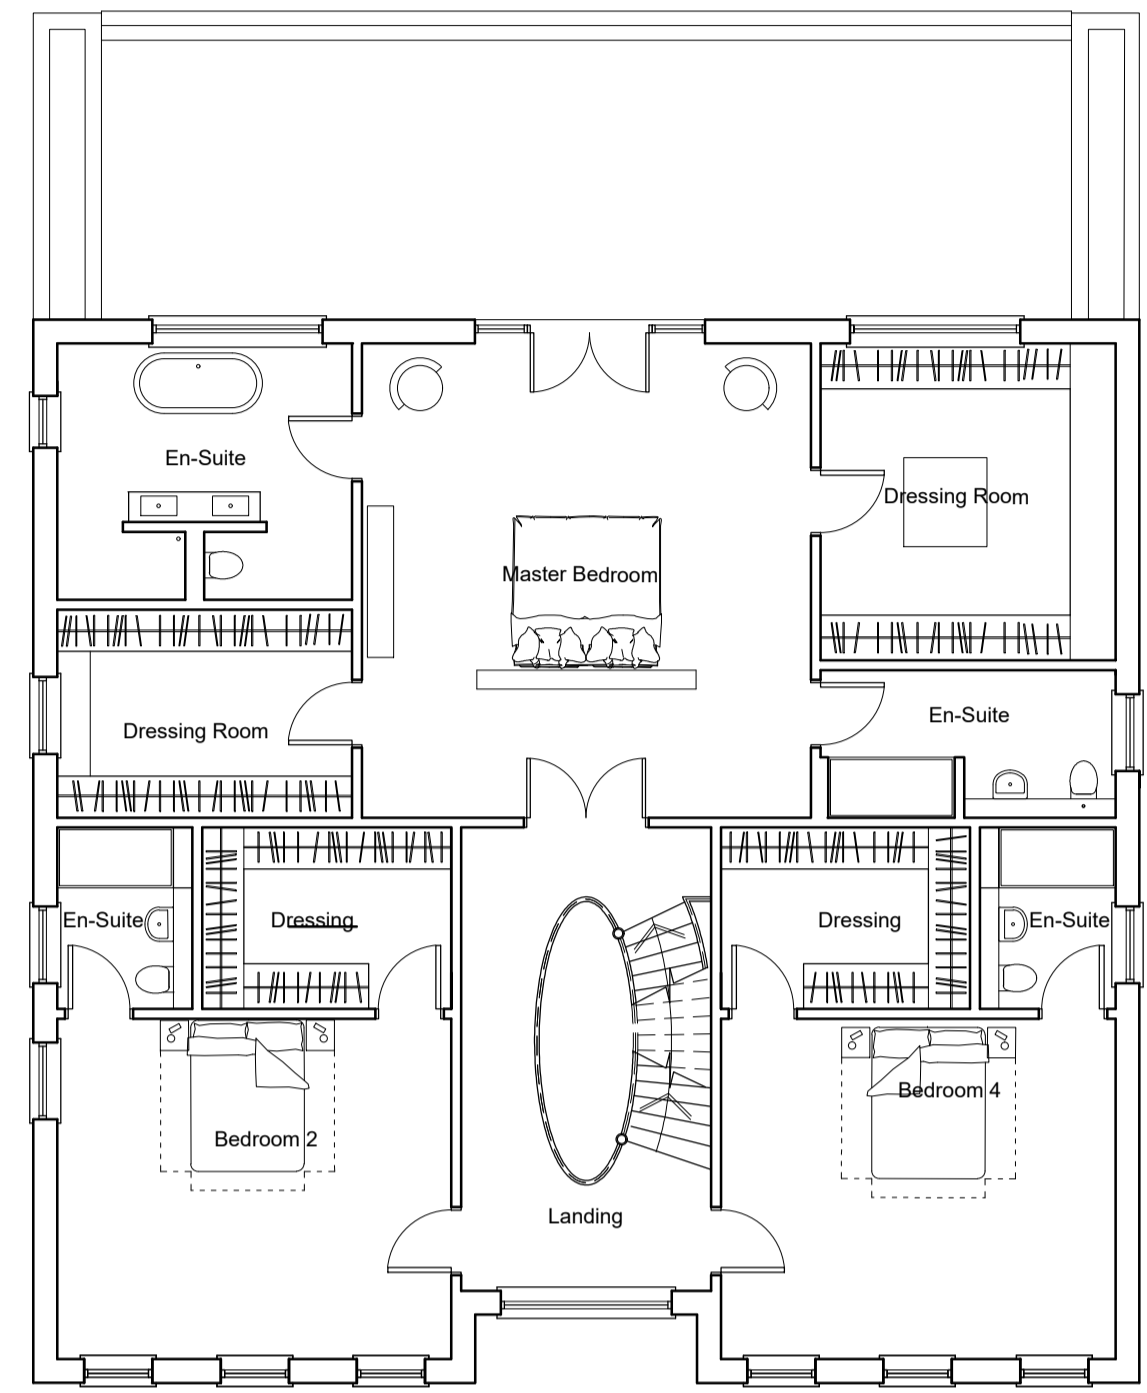 En-Suite
Dressing Room
Master Bedroom
En-Suite
Dressing Room
En-Suite
Dressing
Dressing
En-Suite
Bedroom 4
Bedroom 2
Landing